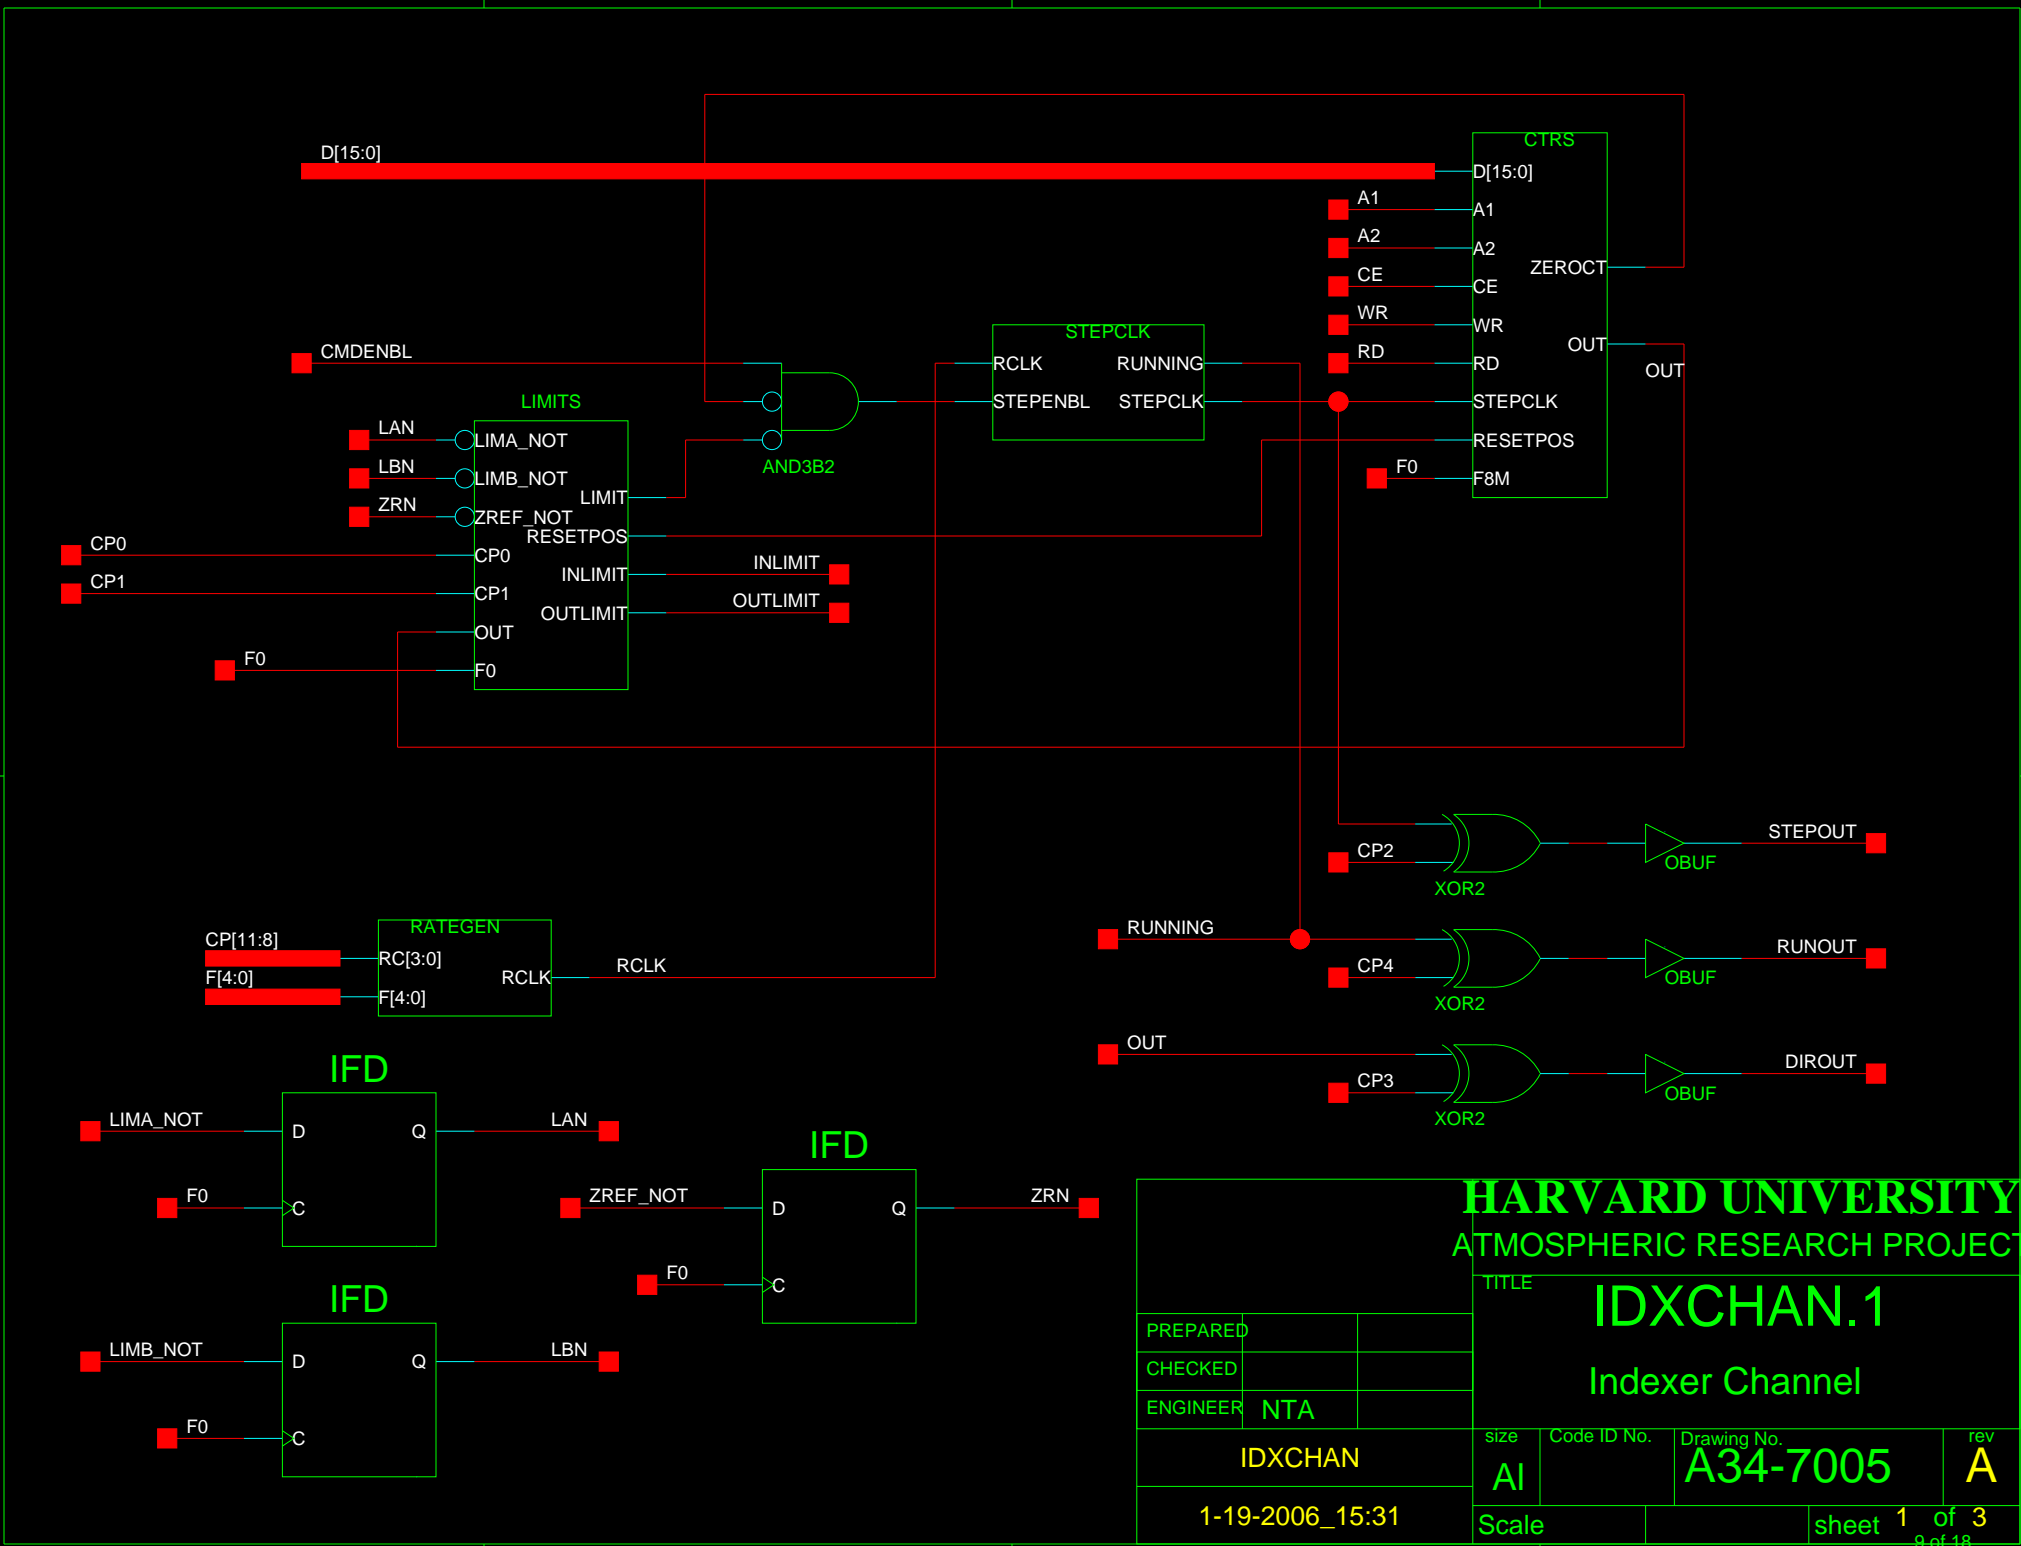 D[15:0]
CTRS
D[15:0]
A1
A1
A2
A2
ZEROCT
CE
CE
WR
WR
OUT
OUT
RD
RD
STEPCLK
RESETPOS
F0
F8M
CMDENBL
STEPCLK
RCLK
RUNNING
STEPENBL
STEPCLK
AND3B2
LIMITS
LAN
LIMA_NOT
LBN
LIMB_NOT
LIMIT
ZRN
ZREF_NOT
RESETPOS
CP0
CP0
INLIMIT
INLIMIT
CP1
CP1
OUTLIMIT
OUTLIMIT
OUT
F0
F0
STEPOUT
CP2
OBUF
XOR2
RATEGEN
CP[11:8]
RC[3:0]
F[4:0]
F[4:0]
RCLK
RCLK
RUNNING
RUNOUT
CP4
OBUF
XOR2
OUT
DIROUT
CP3
OBUF
XOR2
IFD
LIMA_NOT
D
Q
LAN
F0
C
IFD
ZREF_NOT
D
Q
ZRN
F0
C
IFD
LIMB_NOT
D
Q
LBN
F0
C
HARVARD UNIVERSITY
ATMOSPHERIC RESEARCH PROJECT
TITLE
IDXCHAN.1
Indexer Channel
PREPARED
CHECKED
ENGINEER NTA
IDXCHAN
1-19-2006_15:31
size
AI
Code ID No.
Drawing No.
A34-7005
rev
A
Scale
sheet 1 of 3
9 of 18